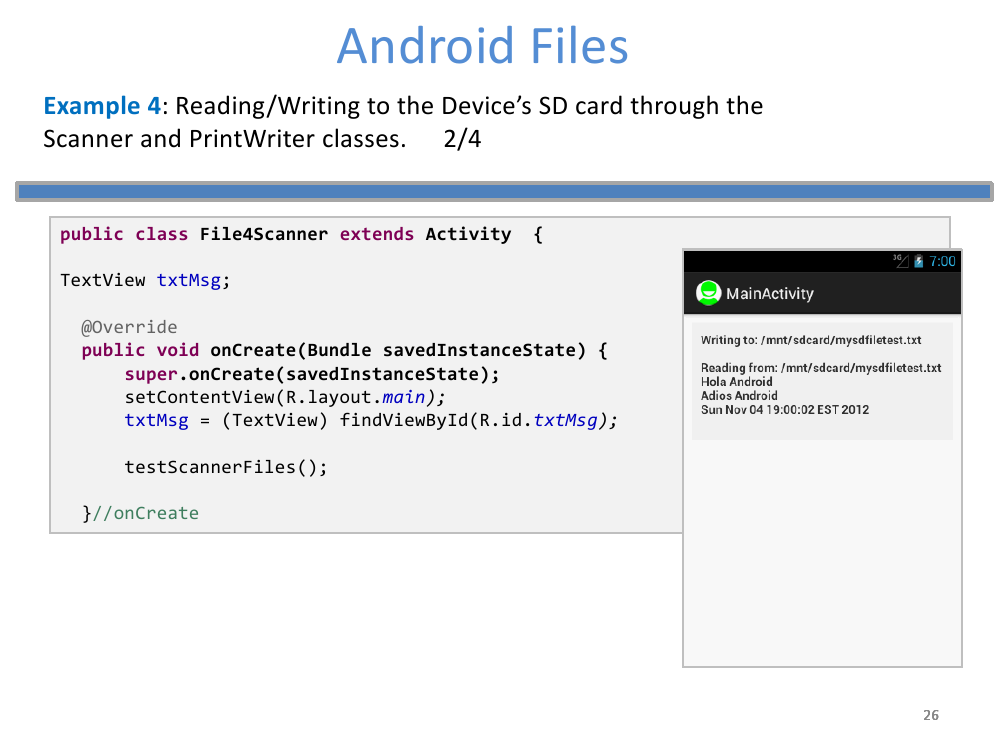 Android Files
Example 4: Reading/Writing to the Device’s SD card through the
Scanner and PrintWriter classes. 2/4
public class File4Scanner extends Activity {
TextView txtMsg;
@Override
public void onCreate(Bundle savedInstanceState) {
super.onCreate(savedInstanceState);
setContentView(R.layout.main);
txtMsg = (TextView) findViewById(R.id.txtMsg);
testScannerFiles();
}//onCreate
3G 7:00
MainActivity
Writing to: /mnt/sdcard/mysdfiletest.txt
Reading from: /mnt/sdcard/mysdfiletest.txt
Hola Android
Adios Android
Sun Nov 04 19:00:02 EST 2012
26